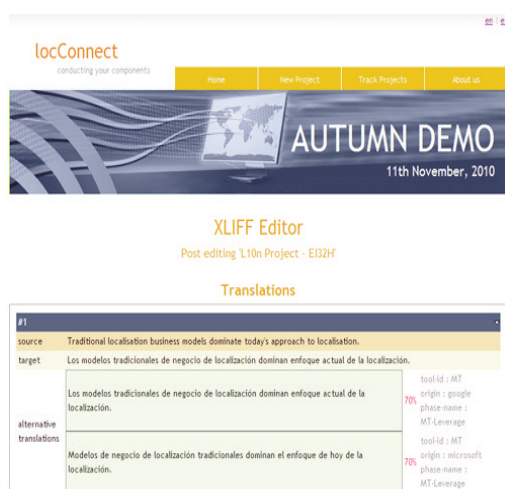 en
locConnect
conducting your components
Home New Project Track Projects About us
AUTUMN DEMO
11th November, 2010
XLIFF Editor
Post editing 'L10n Project - EI32H'
Translations
#1
source Traditional localisation business models dominate today's approach to localisation.
target Los modelos tradicionales de negocio de localización dominan enfoque actual de la localización.
alternative
translations
Los modelos tradicionales de negocio de localización dominan enfoque actual de la
localización.
70%
tool-id : MT
origin : google
phase-name :
MT-Leverage
Modelos de negocio de localización tradicionales dominan el enfoque de hoy de la
localización.
70%
tool-id : MT
origin : microsoft
phase-name :
MT-Leverage